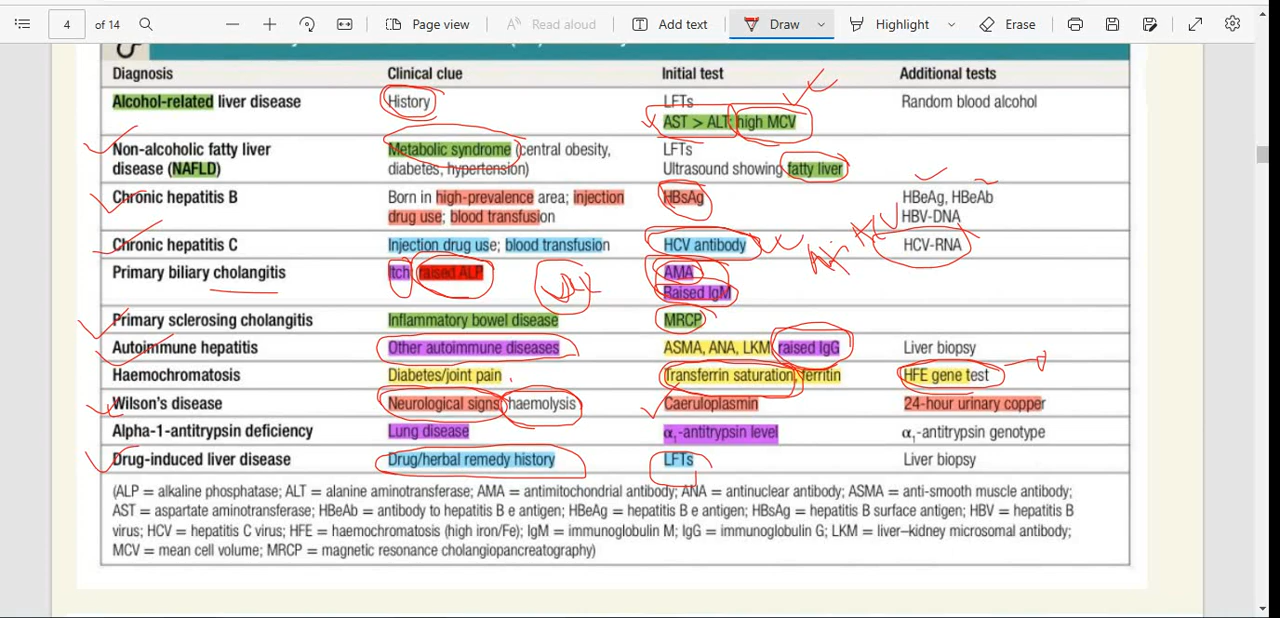 4 of 14
Page view
Read aloud
Add text
Draw
Highlight
Erase
Diagnosis Clinical clue Initial test Additional tests
Alcohol-related liver disease History LFTs Random blood alcohol
AST > ALT; high MCV
Non-alcoholic fatty liver Metabolic syndrome (central obesity, LFTs
disease (NAFLD) diabetes, hypertension) Ultrasound showing fatty liver
Chronic hepatitis B Born in high-prevalence area; injection HBsAg HBeAg, HBeAb
drug use; blood transfusion HBV-DNA
Chronic hepatitis C Injection drug use; blood transfusion HCV antibody HCV-RNA
Primary biliary cholangitis Itch raised ALP AMA
Raised IgM
Primary sclerosing cholangitis Inflammatory bowel disease MRCP
Autoimmune hepatitis Other autoimmune diseases ASMA, ANA, LKM, raised IgG Liver biopsy
Haemochromatosis Diabetes/joint pain Transferrin saturation, ferritin HFE gene test
Wilson's disease Neurological signs haemolysis Caeruloplasmin 24-hour urinary copper
Alpha-1-antitrypsin deficiency Lung disease α₁-antitrypsin level α₁-antitrypsin genotype
Drug-induced liver disease Drug/herbal remedy history LFTs Liver biopsy
(ALP = alkaline phosphatase; ALT = alanine aminotransferase; AMA = antimitochondrial antibody; ANA = antinuclear antibody; ASMA = anti-smooth muscle antibody;
AST = aspartate aminotransferase; HBeAb = antibody to hepatitis B e antigen; HBeAg = hepatitis B e antigen; HBsAg = hepatitis B surface antigen; HBV = hepatitis B
virus; HCV = hepatitis C virus; HFE = haemochromatosis (high iron/Fe); IgM = immunoglobulin M; IgG = immunoglobulin G; LKM = liver–kidney microsomal antibody;
MCV = mean cell volume; MRCP = magnetic resonance cholangiopancreatography)